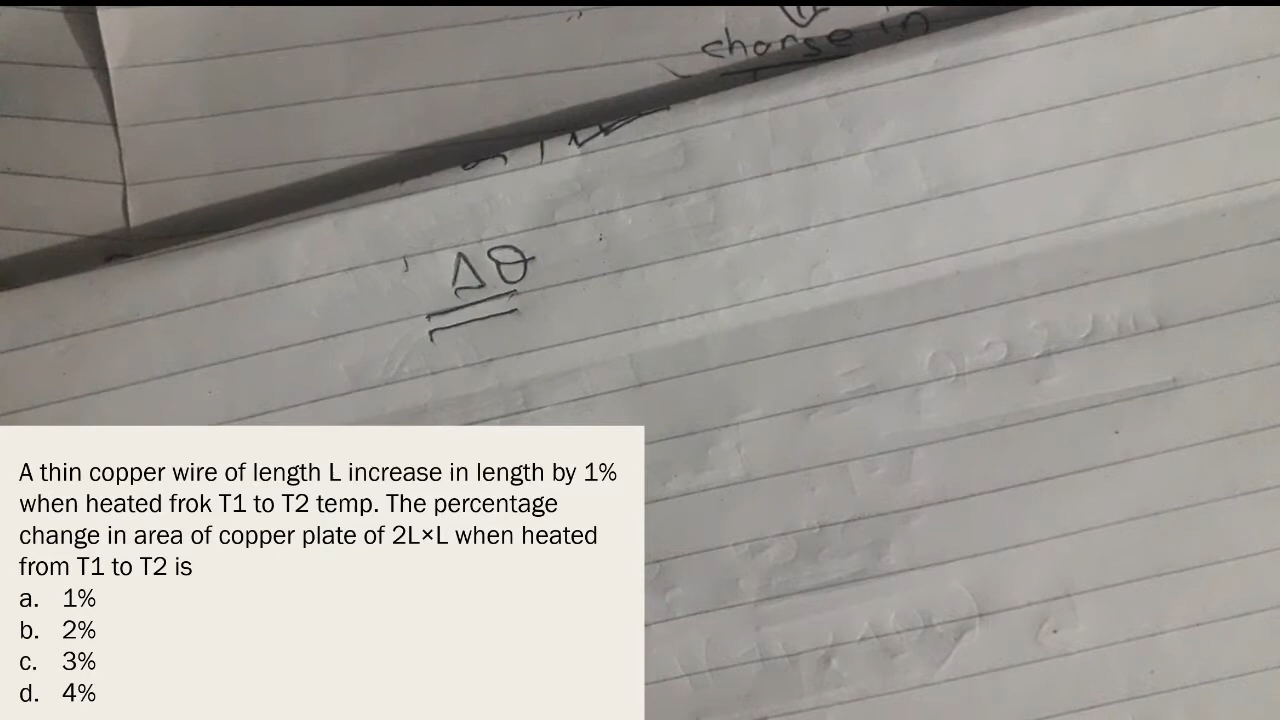 change in
Δθ
A thin copper wire of length L increase in length by 1%
when heated frok T1 to T2 temp. The percentage
change in area of copper plate of 2L×L when heated
from T1 to T2 is
a. 1%
b. 2%
c. 3%
d. 4%